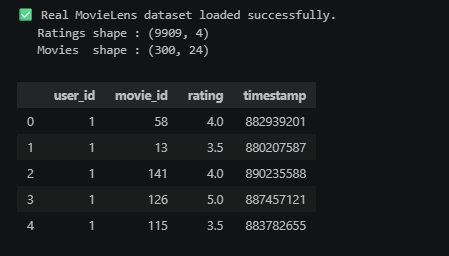 ✅ Real MovieLens dataset loaded successfully.
Ratings shape : (9909, 4)
Movies  shape : (300, 24)
user_id movie_id rating timestamp
0 1 58 4.0 882939201
1 1 13 3.5 880207587
2 1 141 4.0 890235588
3 1 126 5.0 887457121
4 1 115 3.5 883782655